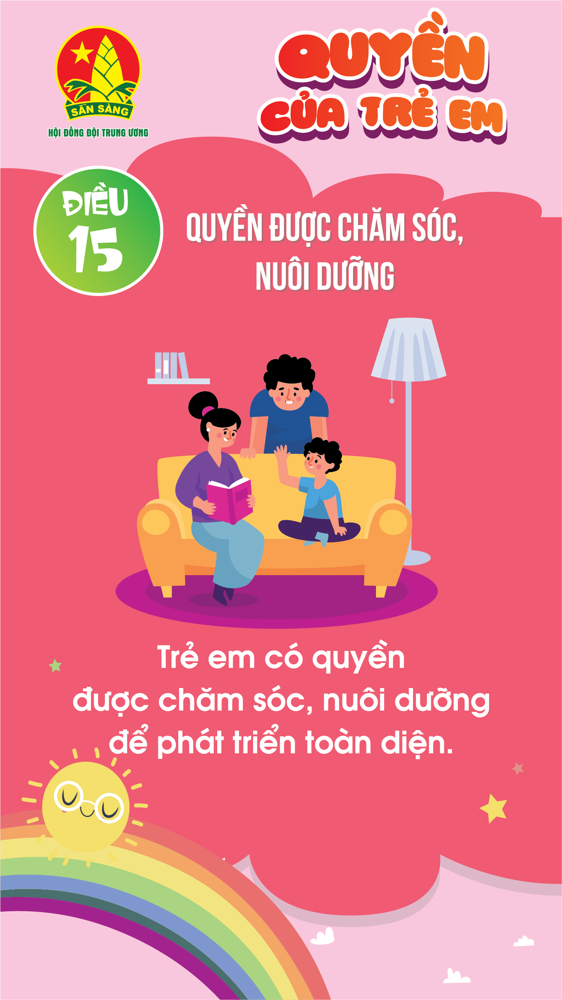 SẴN SÀNG
HỘI ĐỒNG ĐỘI TRUNG ƯƠNG
QUYỀN
CỦA TRẺ EM
ĐIỀU
15
QUYỀN ĐƯỢC CHĂM SÓC,
NUÔI DƯỠNG
Trẻ em có quyền
được chăm sóc, nuôi dưỡng
để phát triển toàn diện.